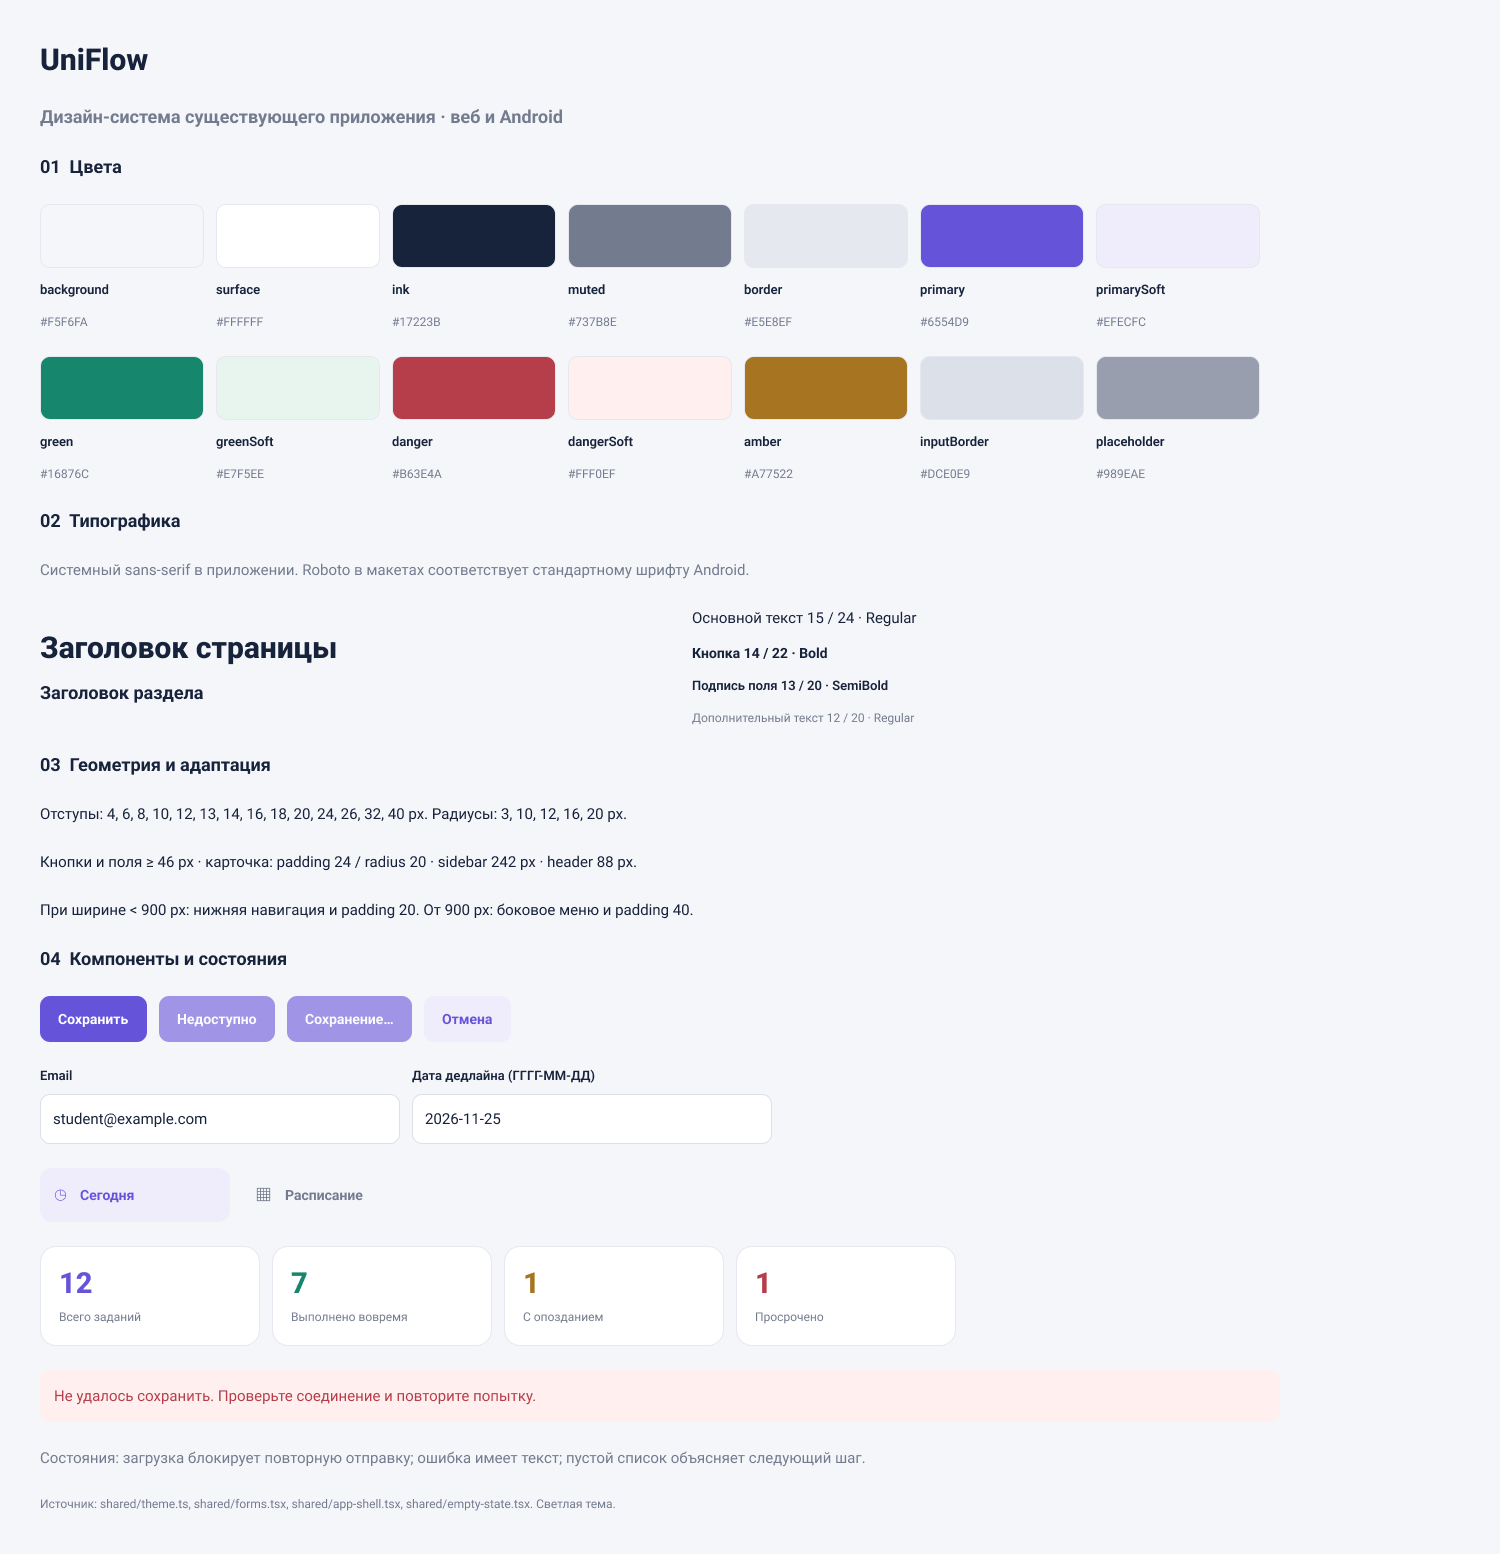 UniFlow
Дизайн-система существующего приложения · веб и Android
01 Цвета
background surface ink muted border primary primarySoft
#F5F6FA #FFFFFF #17223B #737B8E #E5E8EF #6554D9 #EFECFC
green greenSoft danger dangerSoft amber inputBorder placeholder
#16876C #E7F5EE #B63E4A #FFF0EF #A77522 #DCE0E9 #989EAE
02 Типографика
Системный sans-serif в приложении. Roboto в макетах соответствует стандартному шрифту Android.
Заголовок страницы
Заголовок раздела
Основной текст 15 / 24 · Regular
Кнопка 14 / 22 · Bold
Подпись поля 13 / 20 · SemiBold
Дополнительный текст 12 / 20 · Regular
03 Геометрия и адаптация
Отступы: 4, 6, 8, 10, 12, 13, 14, 16, 18, 20, 24, 26, 32, 40 px. Радиусы: 3, 10, 12, 16, 20 px.
Кнопки и поля ≥ 46 px · карточка: padding 24 / radius 20 · sidebar 242 px · header 88 px.
При ширине < 900 px: нижняя навигация и padding 20. От 900 px: боковое меню и padding 40.
04 Компоненты и состояния
Сохранить Недоступно Сохранение… Отмена
Email Дата дедлайна (ГГГГ-ММ-ДД)
student@example.com 2026-11-25
Сегодня Расписание
12 7 1 1
Всего заданий Выполнено вовремя С опозданием Просрочено
Не удалось сохранить. Проверьте соединение и повторите попытку.
Состояния: загрузка блокирует повторную отправку; ошибка имеет текст; пустой список объясняет следующий шаг.
Источник: shared/theme.ts, shared/forms.tsx, shared/app-shell.tsx, shared/empty-state.tsx. Светлая тема.